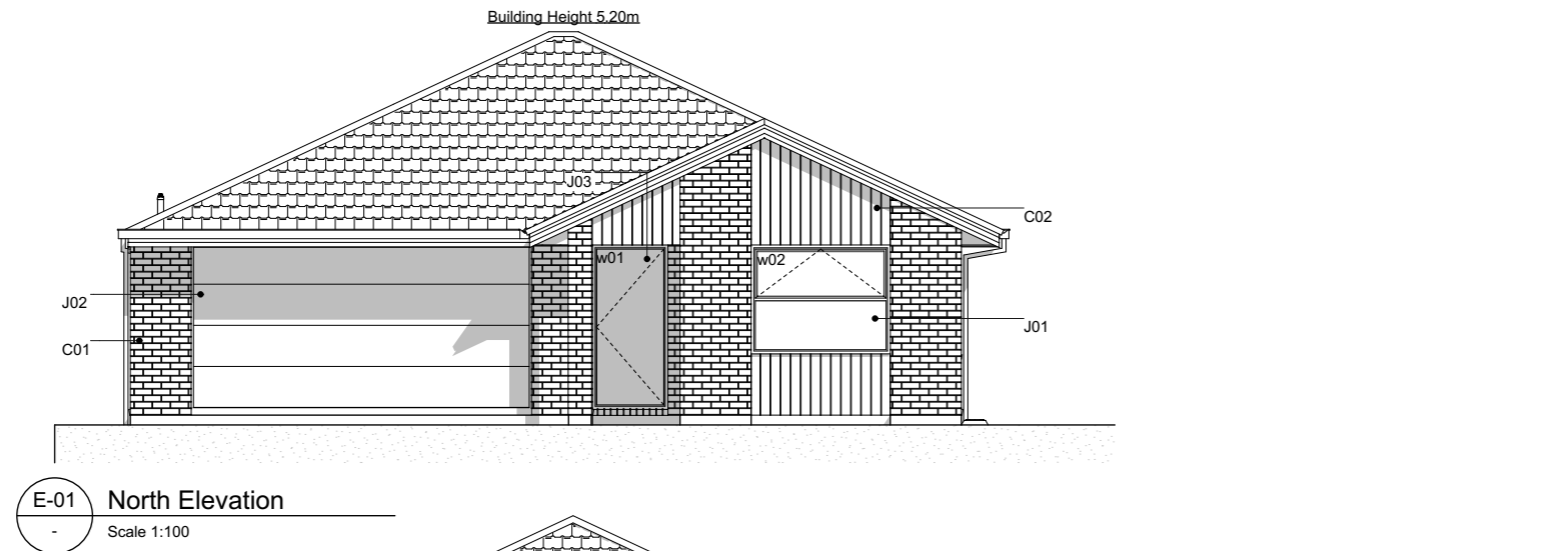 Building Height 5.20m
J03
C02
w01
w02
J02
J01
C01
E-01
North Elevation
-
Scale 1:100